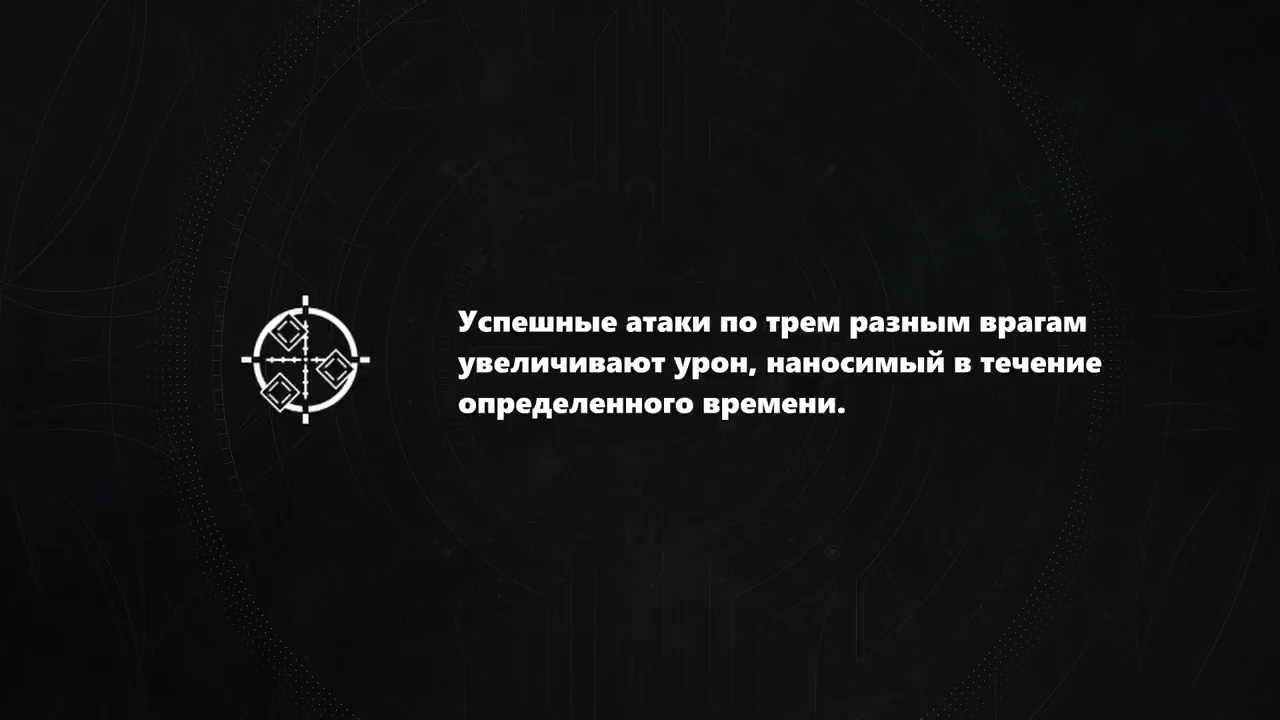 Успешные атаки по трем разным врагам
увеличивают урон, наносимый в течение
определенного времени.